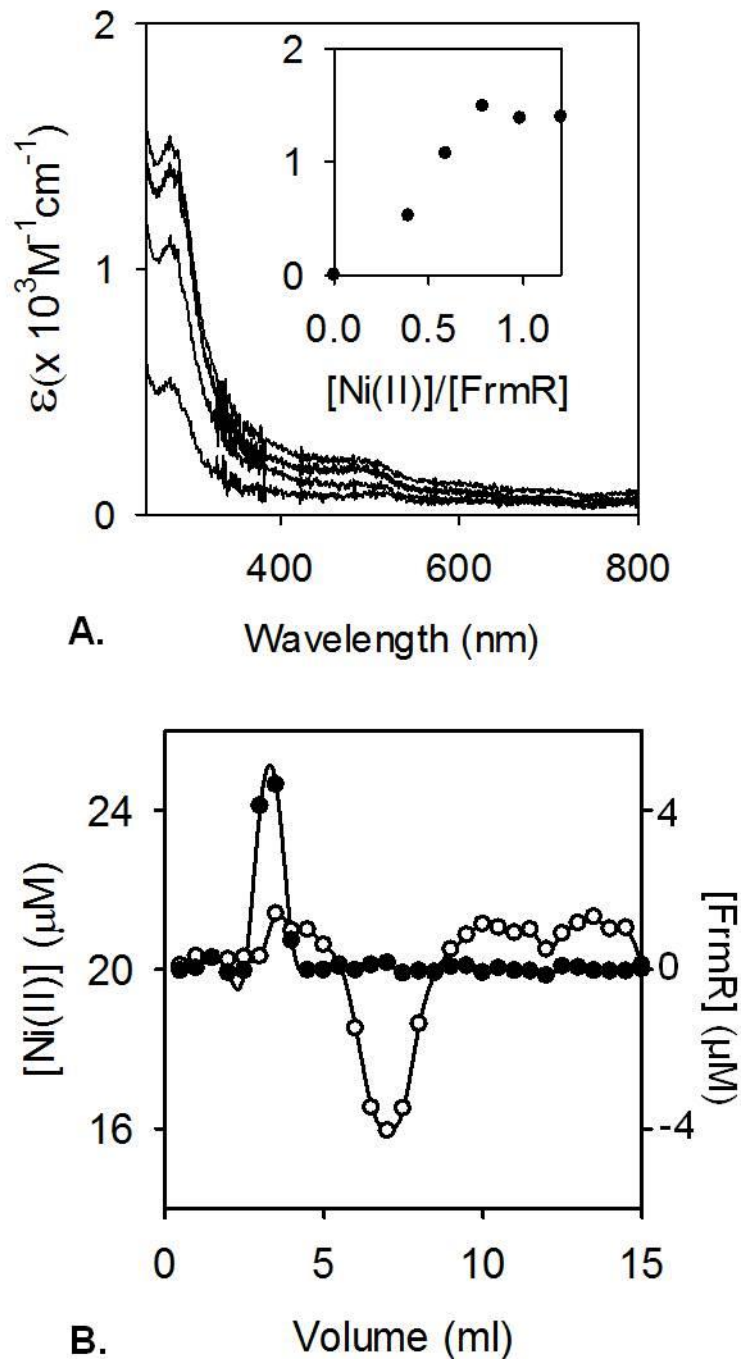 2
1
0
ε(x 10³M⁻¹cm⁻¹)
2
1
0
0.0 0.5 1.0
[Ni(II)]/[FrmR]
400 600 800
A. Wavelength (nm)
24
20
16
[Ni(II)] (μM)
4
0
-4
[FrmR] (μM)
0 5 10 15
B. Volume (ml)